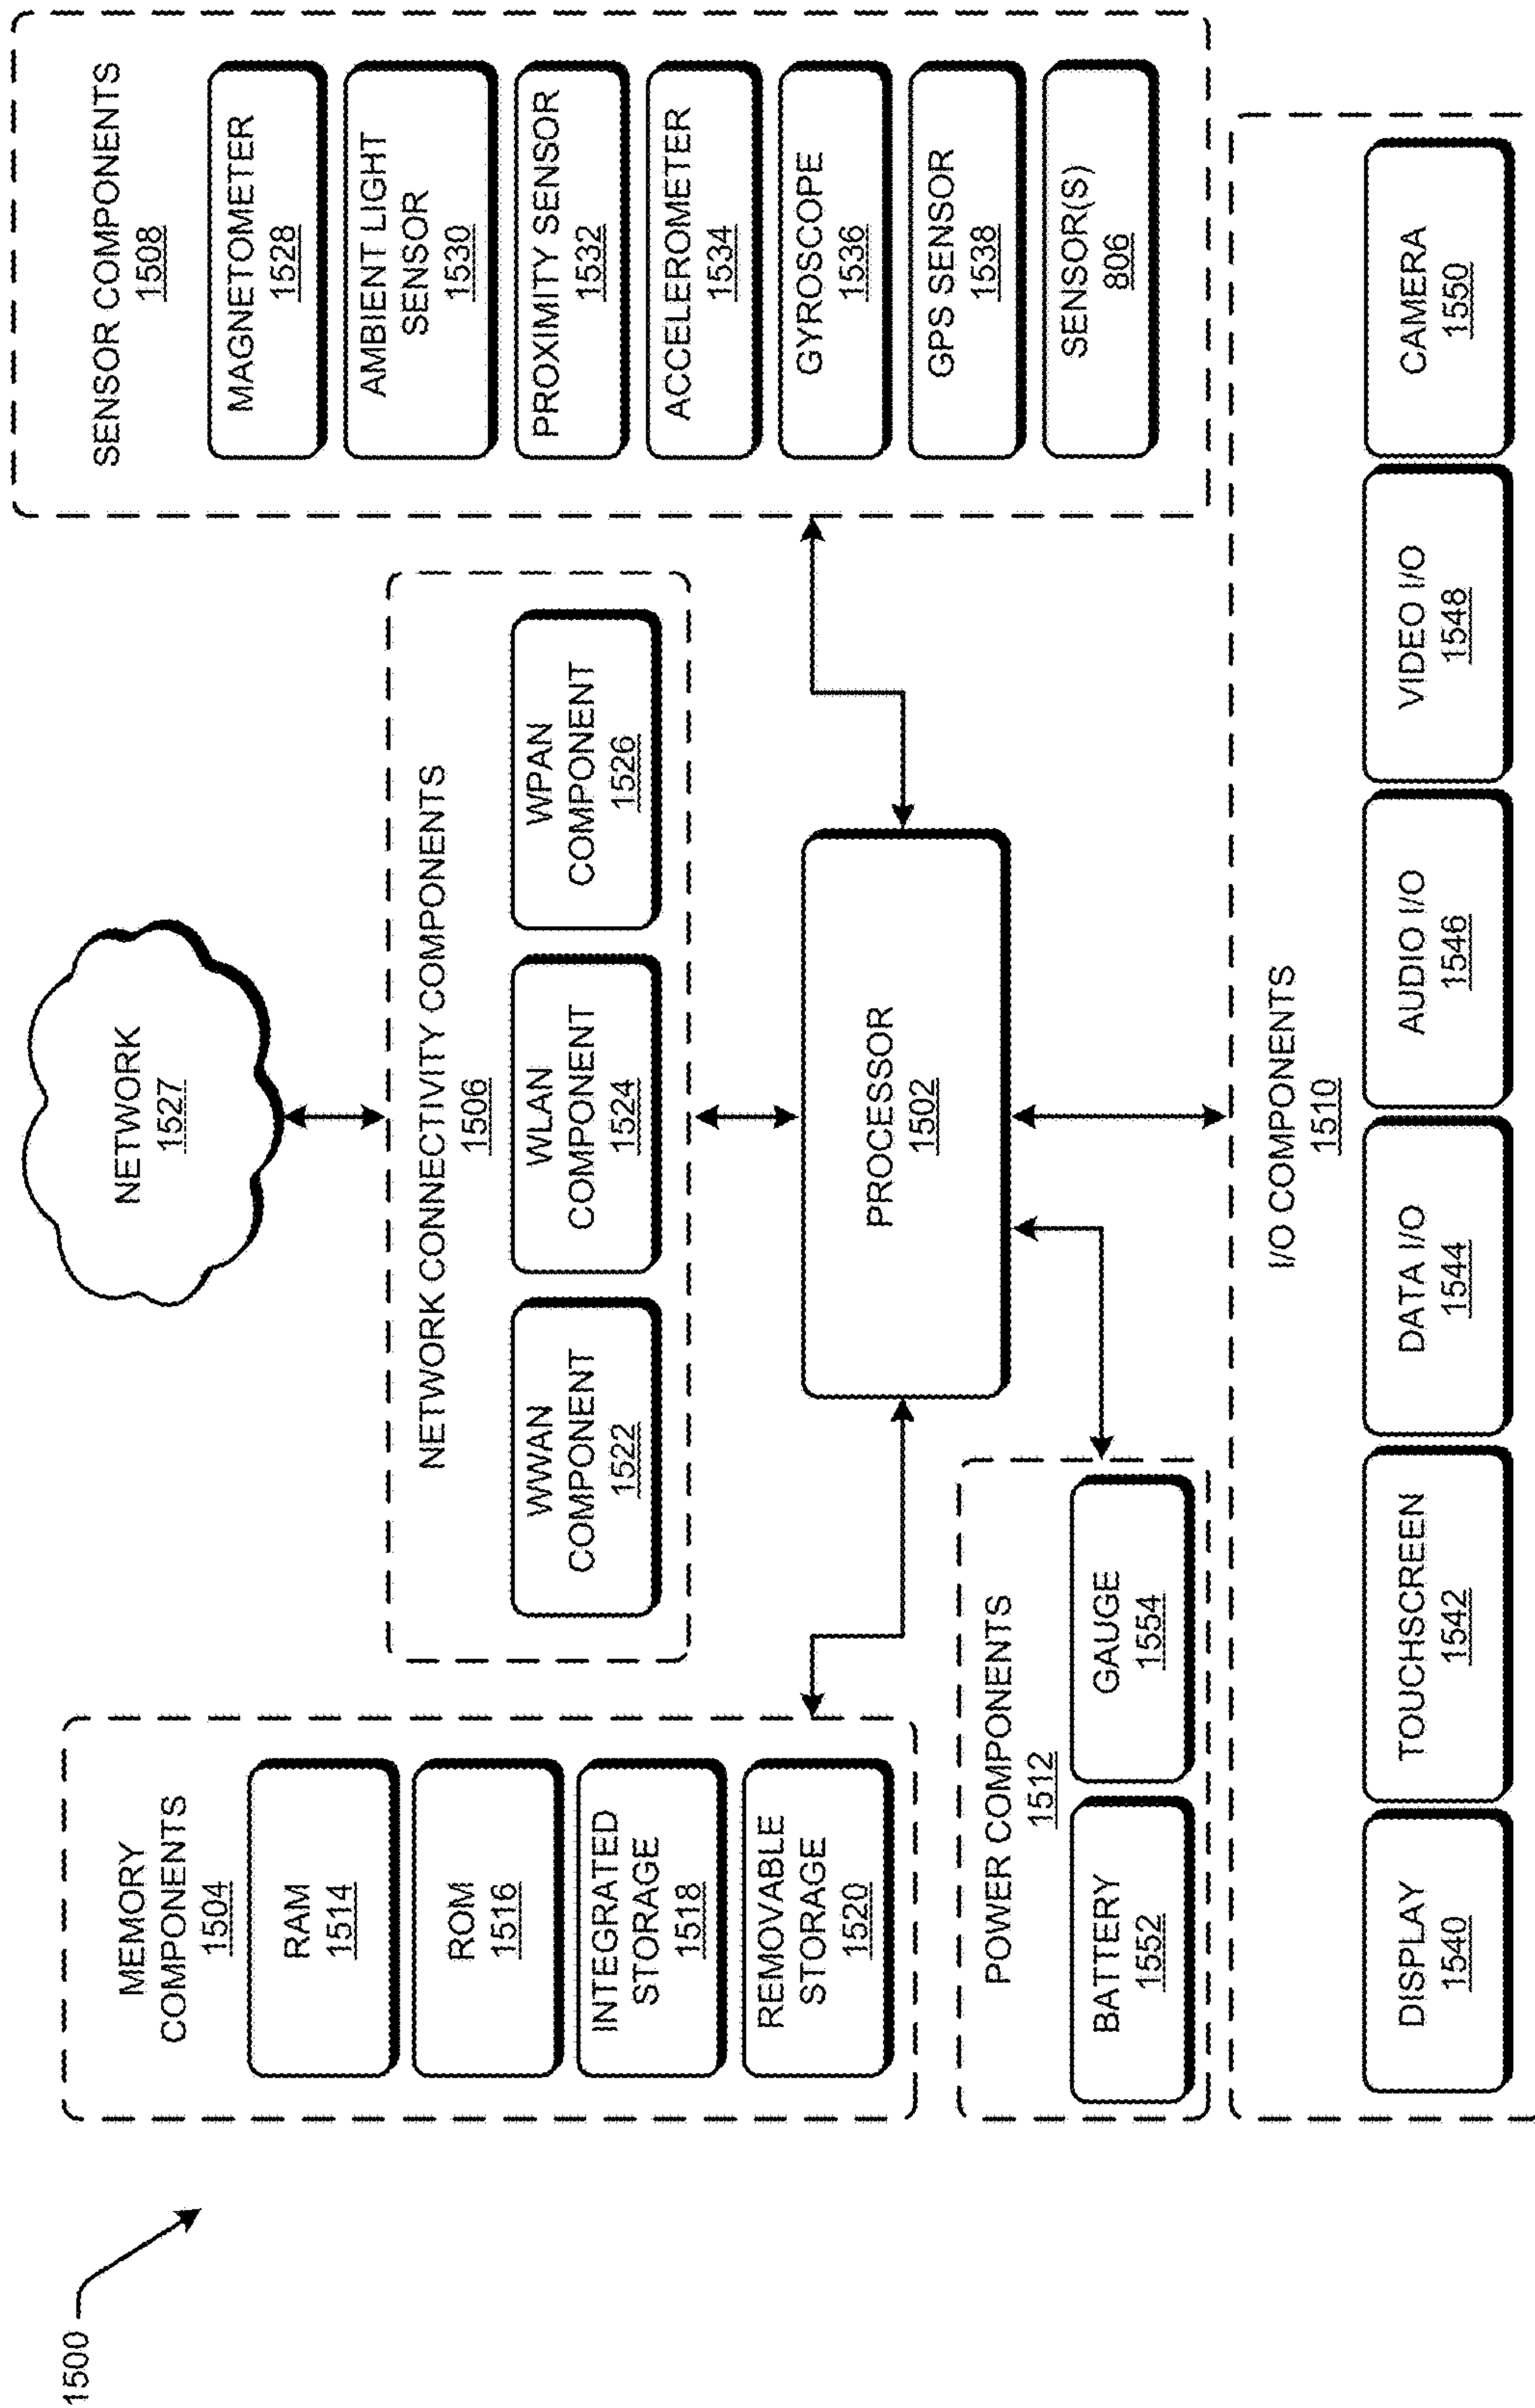 1500
NETWORK
1527
MEMORY
COMPONENTS
1504
RAM
1514
ROM
1516
INTEGRATED
STORAGE
1518
REMOVABLE
STORAGE
1520
NETWORK CONNECTIVITY COMPONENTS
1506
WWAN
COMPONENT
1522
WLAN
COMPONENT
1524
WPAN
COMPONENT
1526
SENSOR COMPONENTS
1508
MAGNETOMETER
1528
AMBIENT LIGHT
SENSOR
1530
PROXIMITY SENSOR
1532
ACCELEROMETER
1534
GYROSCOPE
1536
GPS SENSOR
1538
SENSOR(S)
806
PROCESSOR
1502
POWER COMPONENTS
1512
BATTERY
1552
GAUGE
1554
I/O COMPONENTS
1510
DISPLAY
1540
TOUCHSCREEN
1542
DATA I/O
1544
AUDIO I/O
1546
VIDEO I/O
1548
CAMERA
1550